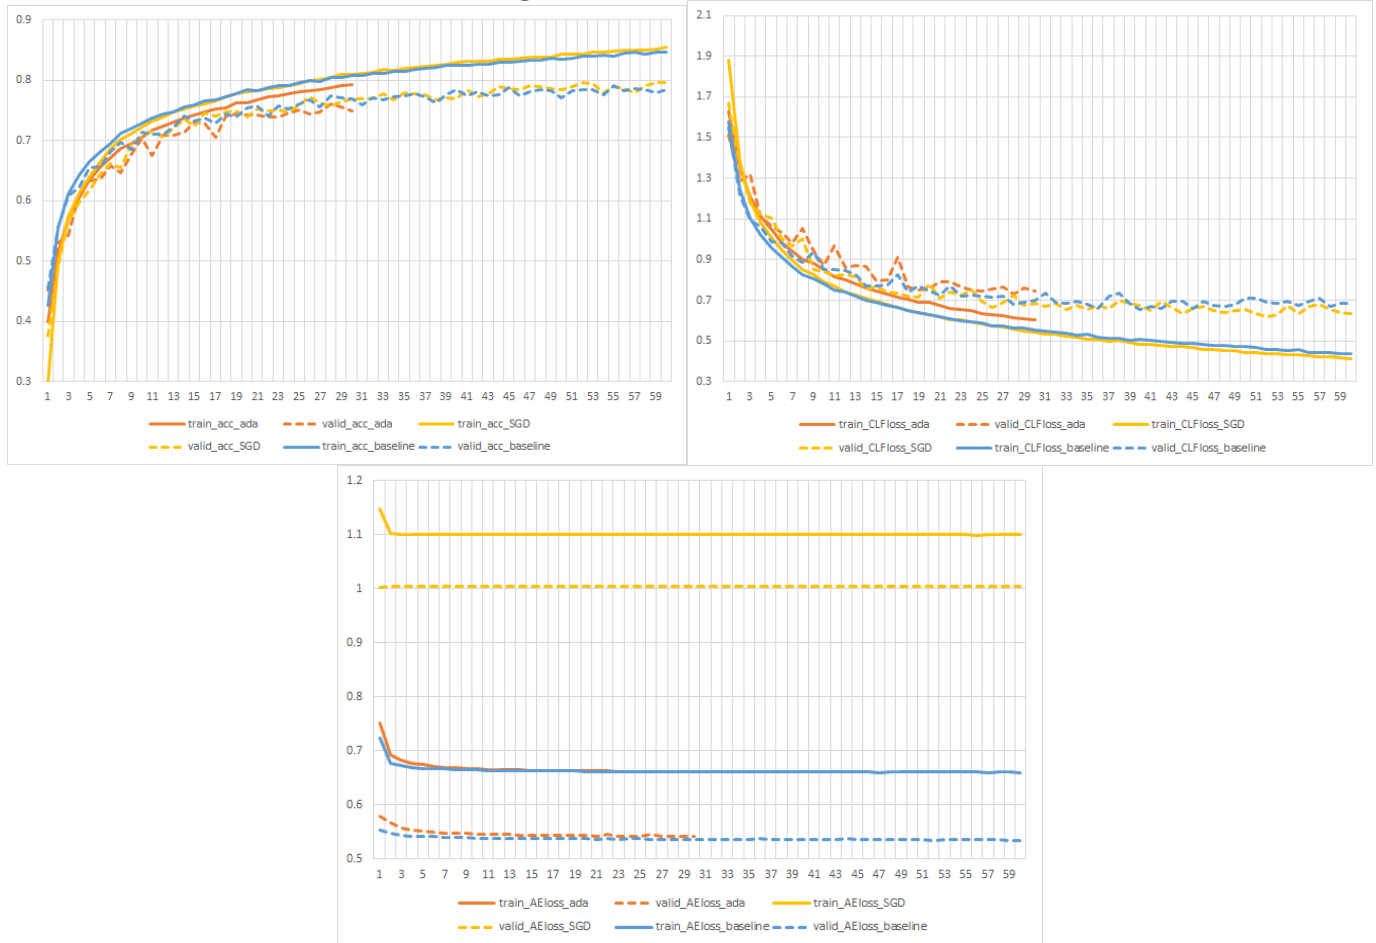 0.9
0.8
0.7
0.6
0.5
0.4
0.3
1 3 5 7 9 11 13 15 17 19 21 23 25 27 29 31 33 35 37 39 41 43 45 47 49 51 53 55 57 59
train_acc_ada valid_acc_ada train_acc_SGD
valid_acc_SGD train_acc_baseline valid_acc_baseline
2.1
1.9
1.7
1.5
1.3
1.1
0.9
0.7
0.5
0.3
1 3 5 7 9 11 13 15 17 19 21 23 25 27 29 31 33 35 37 39 41 43 45 47 49 51 53 55 57 59
train_CLFloss_ada valid_CLFloss_ada train_CLFloss_SGD
valid_CLFloss_SGD train_CLFloss_baseline valid_CLFloss_baseline
1.2
1.1
1
0.9
0.8
0.7
0.6
0.5
1 3 5 7 9 11 13 15 17 19 21 23 25 27 29 31 33 35 37 39 41 43 45 47 49 51 53 55 57 59
train_AEloss_ada valid_AEloss_ada train_AEloss_SGD
valid_AEloss_SGD train_AEloss_baseline valid_AEloss_baseline